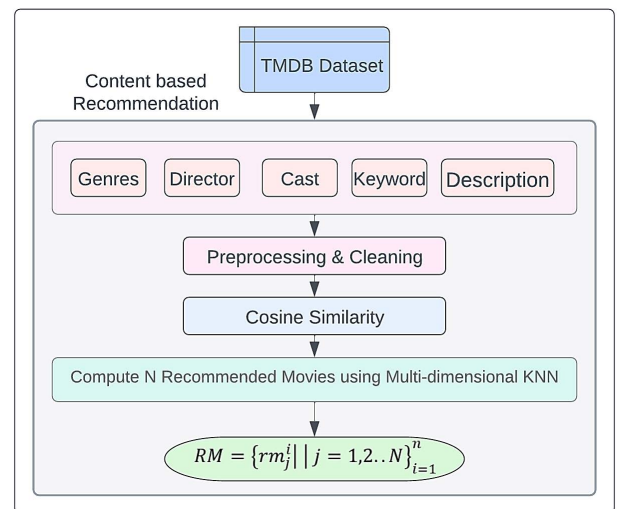 TMDB Dataset
Content based
Recommendation
Genres Director Cast Keyword Description
Preprocessing & Cleaning
Cosine Similarity
Compute N Recommended Movies using Multi-dimensional KNN
RM = {rm_j^i| |j = 1,2..N}_{i=1}^n